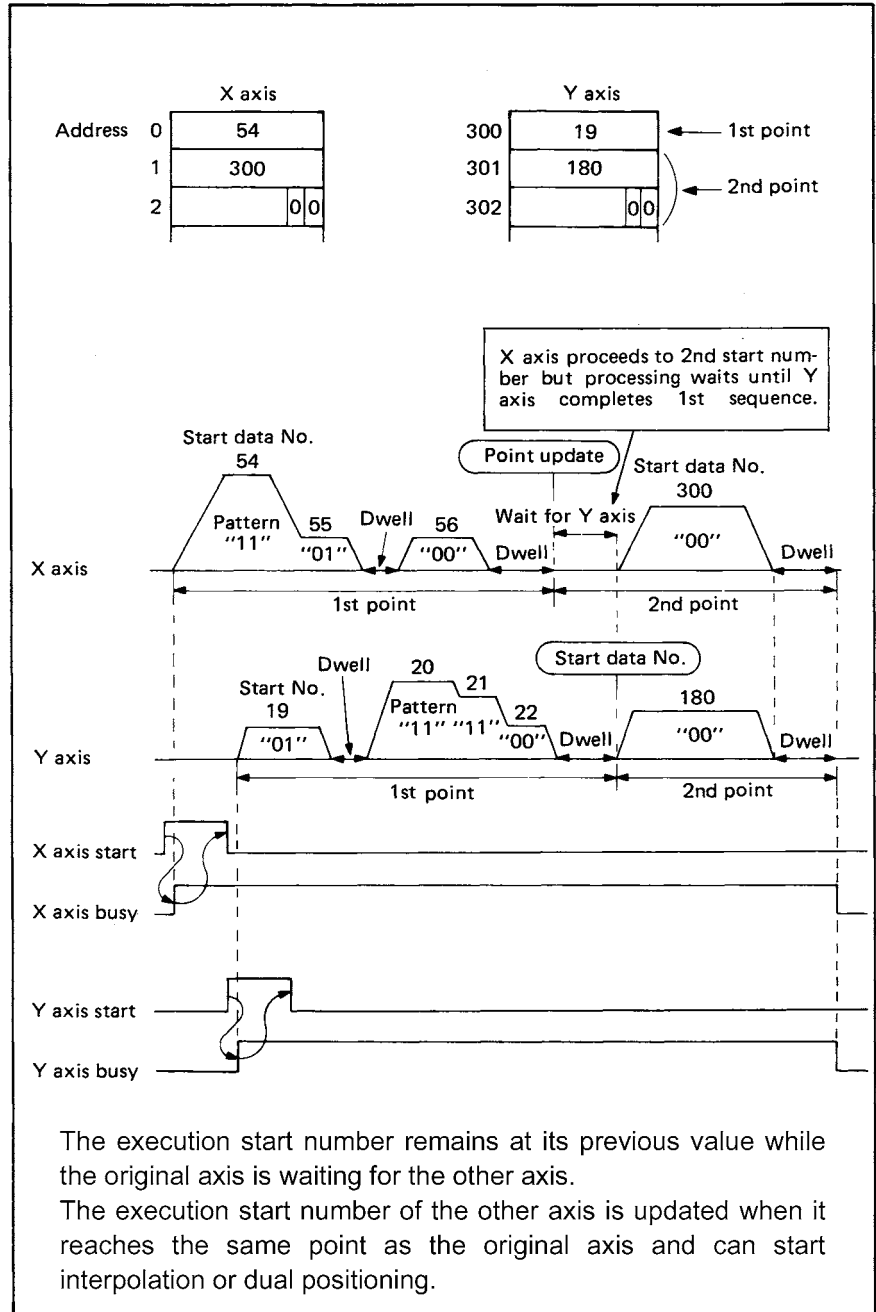 X axis
Y axis
Address 0 54
1 300
2 0 0
300 19 1st point
301 180
2nd point
302 0 0
X axis proceeds to 2nd start num-
ber but processing waits until Y
axis completes 1st sequence.
Start data No.
54
Pattern
"11"
55
"01"
Dwell
56
"00"
Dwell
Point update
Wait for Y axis
Start data No.
300
"00"
Dwell
X axis
1st point
2nd point
Start No.
19
"01"
Dwell
20
21
Pattern
"11" "11"
22
"00"
Dwell
Start data No.
180
"00"
Dwell
Y axis
1st point
2nd point
X axis start
X axis busy
Y axis start
Y axis busy
The execution start number remains at its previous value while
the original axis is waiting for the other axis.
The execution start number of the other axis is updated when it
reaches the same point as the original axis and can start
interpolation or dual positioning.